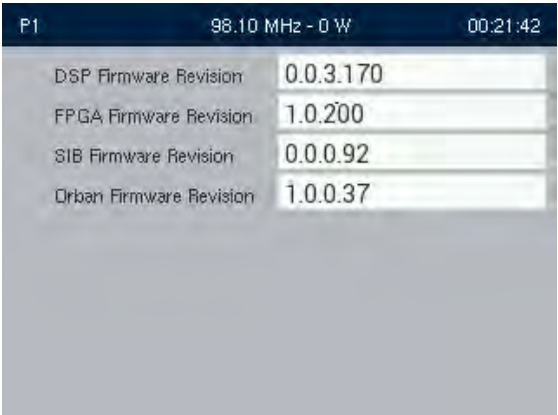 P1 98.10 MHz - 0 W 00:21:42
DSP Firmware Revision 0.0.3.170
FPGA Firmware Revision 1.0.200
SIB Firmware Revision 0.0.0.92
Orban Firmware Revision 1.0.0.37